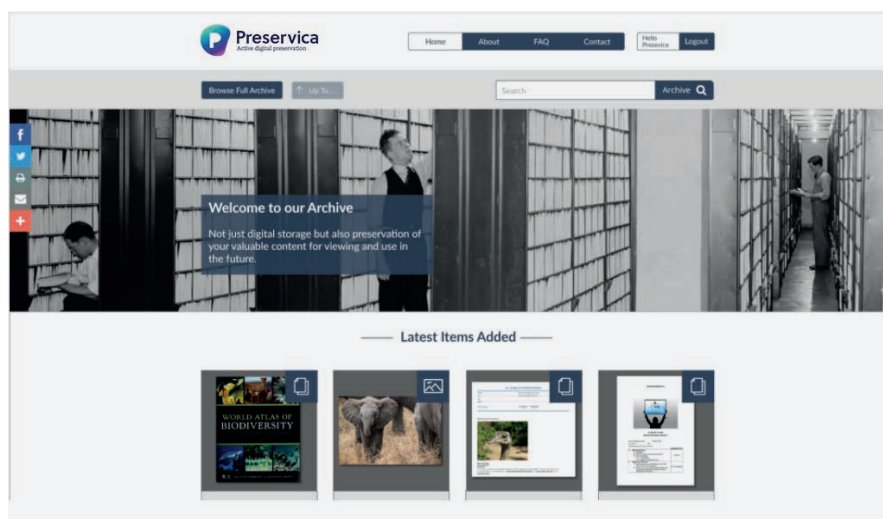 Preservica
Active digital preservation
Home
About
FAQ
Contact
Hello
Presevica
Logout
Browse Full Archive
Up To ...
Search
Archive
Welcome to our Archive
Not just digital storage but also preservation of
your valuable content for viewing and use in
the future.
Latest Items Added
WORLD ATLAS OF
BIODIVERSITY